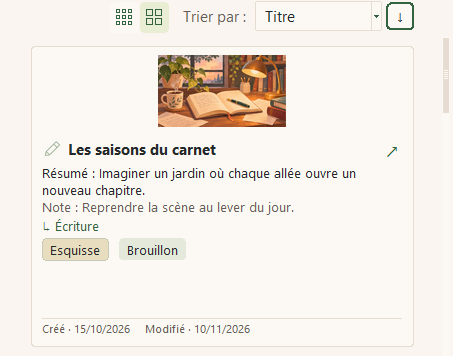 Trier par : Titre ↓
Les saisons du carnet ↗
Résumé : Imaginer un jardin où chaque allée ouvre un
nouveau chapitre.
Note : Reprendre la scène au lever du jour.
↳ Écriture
Esquisse Brouillon
Créé · 15/10/2026 Modifié · 10/11/2026